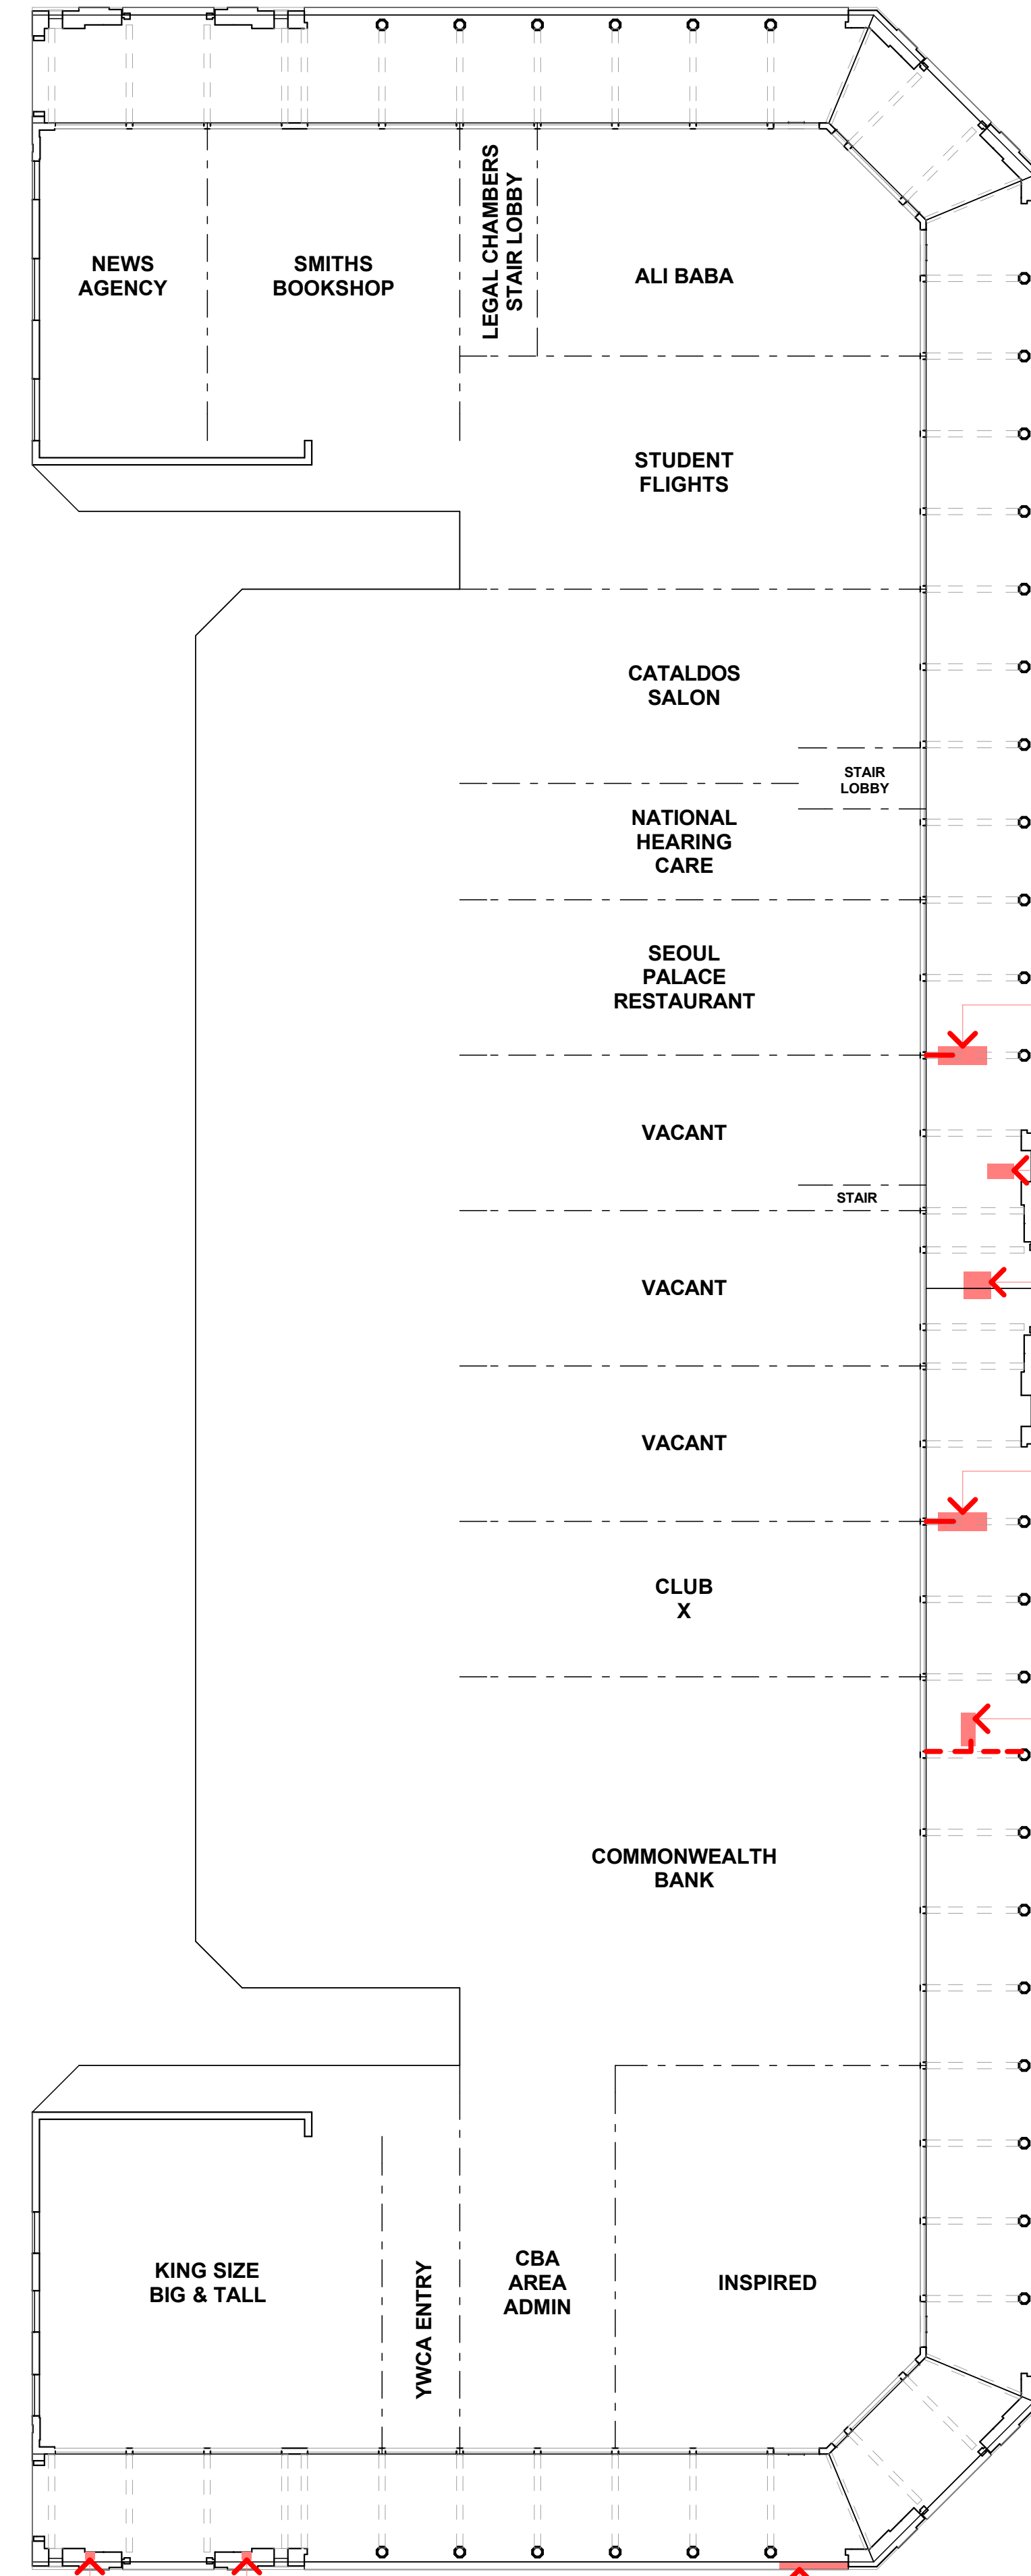 NEWS
AGENCY
SMITHS
BOOKSHOP
LEGAL CHAMBERS
STAIR LOBBY
ALI BABA
STUDENT
FLIGHTS
CATALDOS
SALON
STAIR
LOBBY
NATIONAL
HEARING
CARE
SEOUL
PALACE
RESTAURANT
VACANT
STAIR
VACANT
VACANT
CLUB
X
COMMONWEALTH
BANK
KING SIZE
BIG & TALL
YWCA ENTRY
CBA
AREA
ADMIN
INSPIRED